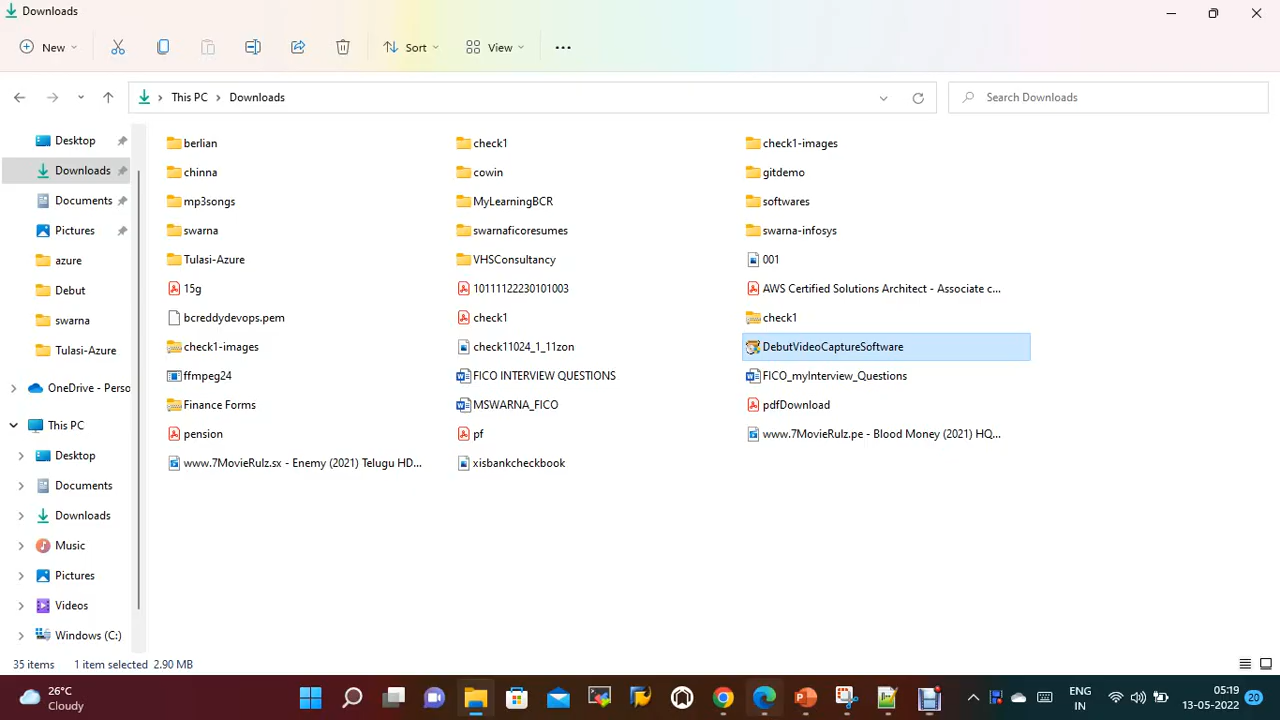 Downloads
New
Sort
View
This PC
Downloads
Search Downloads
Desktop
Downloads
Documents
Pictures
azure
Debut
swarna
Tulasi-Azure
OneDrive - Perso
This PC
Desktop
Documents
Downloads
Music
Pictures
Videos
Windows (C:)
berlian
check1
check1-images
chinna
cowin
gitdemo
mp3songs
MyLearningBCR
softwares
swarna
swarnaficoresumes
swarna-infosys
Tulasi-Azure
VHSConsultancy
001
15g
10111122230101003
AWS Certified Solutions Architect - Associate c...
bcreddydevops.pem
check1
check1
check1-images
check11024_1_11zon
DebutVideoCaptureSoftware
ffmpeg24
FICO INTERVIEW QUESTIONS
FICO_myInterview_Questions
Finance Forms
MSWARNA_FICO
pdfDownload
pension
pf
www.7MovieRulz.pe - Blood Money (2021) HQ...
www.7MovieRulz.sx - Enemy (2021) Telugu HD...
xisbankcheckbook
35 items
1 item selected 2.90 MB
26°C
Cloudy
ENG
IN
05:19
13-05-2022
20